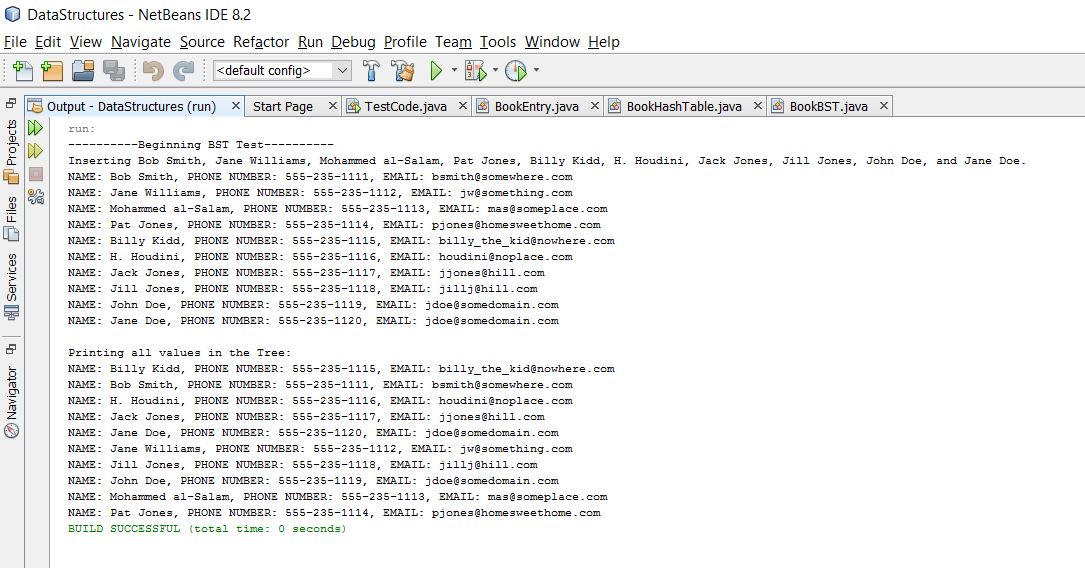 DataStructures - NetBeans IDE 8.2
File Edit View Navigate Source Refactor Run Debug Profile Team Tools Window Help
<default config>
Output - DataStructures (run) Start Page TestCode.java BookEntry.java BookHashTable.java BookBST.java
Projects
Files
Services
Navigator
run:
----------Beginning BST Test----------
Inserting Bob Smith, Jane Williams, Mohammed al-Salam, Pat Jones, Billy Kidd, H. Houdini, Jack Jones, Jill Jones, John Doe, and Jane Doe.
NAME: Bob Smith, PHONE NUMBER: 555-235-1111, EMAIL: bsmith@somewhere.com
NAME: Jane Williams, PHONE NUMBER: 555-235-1112, EMAIL: jw@something.com
NAME: Mohammed al-Salam, PHONE NUMBER: 555-235-1113, EMAIL: mas@someplace.com
NAME: Pat Jones, PHONE NUMBER: 555-235-1114, EMAIL: pjones@homesweethome.com
NAME: Billy Kidd, PHONE NUMBER: 555-235-1115, EMAIL: billy_the_kid@nowhere.com
NAME: H. Houdini, PHONE NUMBER: 555-235-1116, EMAIL: houdini@noplace.com
NAME: Jack Jones, PHONE NUMBER: 555-235-1117, EMAIL: jjones@hill.com
NAME: Jill Jones, PHONE NUMBER: 555-235-1118, EMAIL: jillj@hill.com
NAME: John Doe, PHONE NUMBER: 555-235-1119, EMAIL: jdoe@somedomain.com
NAME: Jane Doe, PHONE NUMBER: 555-235-1120, EMAIL: jdoe@somedomain.com
Printing all values in the Tree:
NAME: Billy Kidd, PHONE NUMBER: 555-235-1115, EMAIL: billy_the_kid@nowhere.com
NAME: Bob Smith, PHONE NUMBER: 555-235-1111, EMAIL: bsmith@somewhere.com
NAME: H. Houdini, PHONE NUMBER: 555-235-1116, EMAIL: houdini@noplace.com
NAME: Jack Jones, PHONE NUMBER: 555-235-1117, EMAIL: jjones@hill.com
NAME: Jane Doe, PHONE NUMBER: 555-235-1120, EMAIL: jdoe@somedomain.com
NAME: Jane Williams, PHONE NUMBER: 555-235-1112, EMAIL: jw@something.com
NAME: Jill Jones, PHONE NUMBER: 555-235-1118, EMAIL: jillj@hill.com
NAME: John Doe, PHONE NUMBER: 555-235-1119, EMAIL: jdoe@somedomain.com
NAME: Mohammed al-Salam, PHONE NUMBER: 555-235-1113, EMAIL: mas@someplace.com
NAME: Pat Jones, PHONE NUMBER: 555-235-1114, EMAIL: pjones@homesweethome.com
BUILD SUCCESSFUL (total time: 0 seconds)